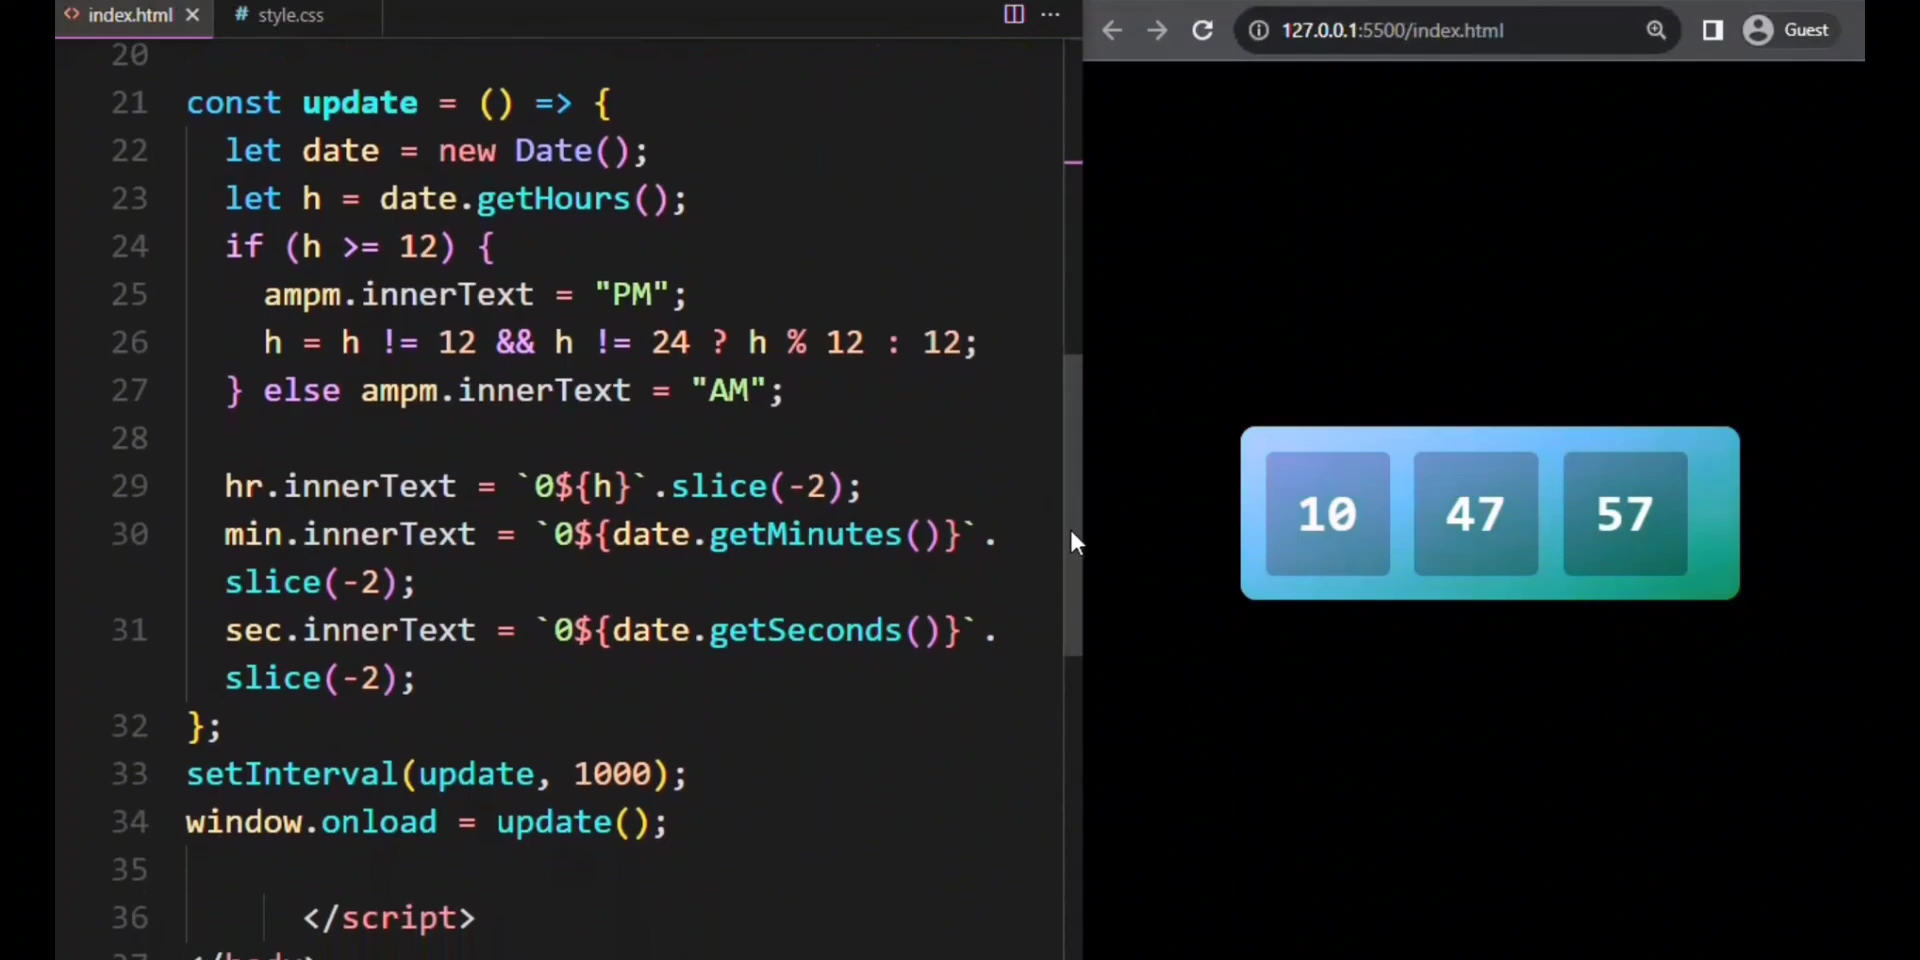 index.html
style.css
127.0.0.1:5500/index.html
Guest
20
21 const update = () => {
22 let date = new Date();
23 let h = date.getHours();
24 if (h >= 12) {
25 ampm.innerText = "PM";
26 h = h != 12 && h != 24 ? h % 12 : 12;
27 } else ampm.innerText = "AM";
28
29 hr.innerText = `0${h}`.slice(-2);
30 min.innerText = `0${date.getMinutes()}`.
slice(-2);
31 sec.innerText = `0${date.getSeconds()}`.
slice(-2);
32 };
33 setInterval(update, 1000);
34 window.onload = update();
35
36 </script>
10 47 57